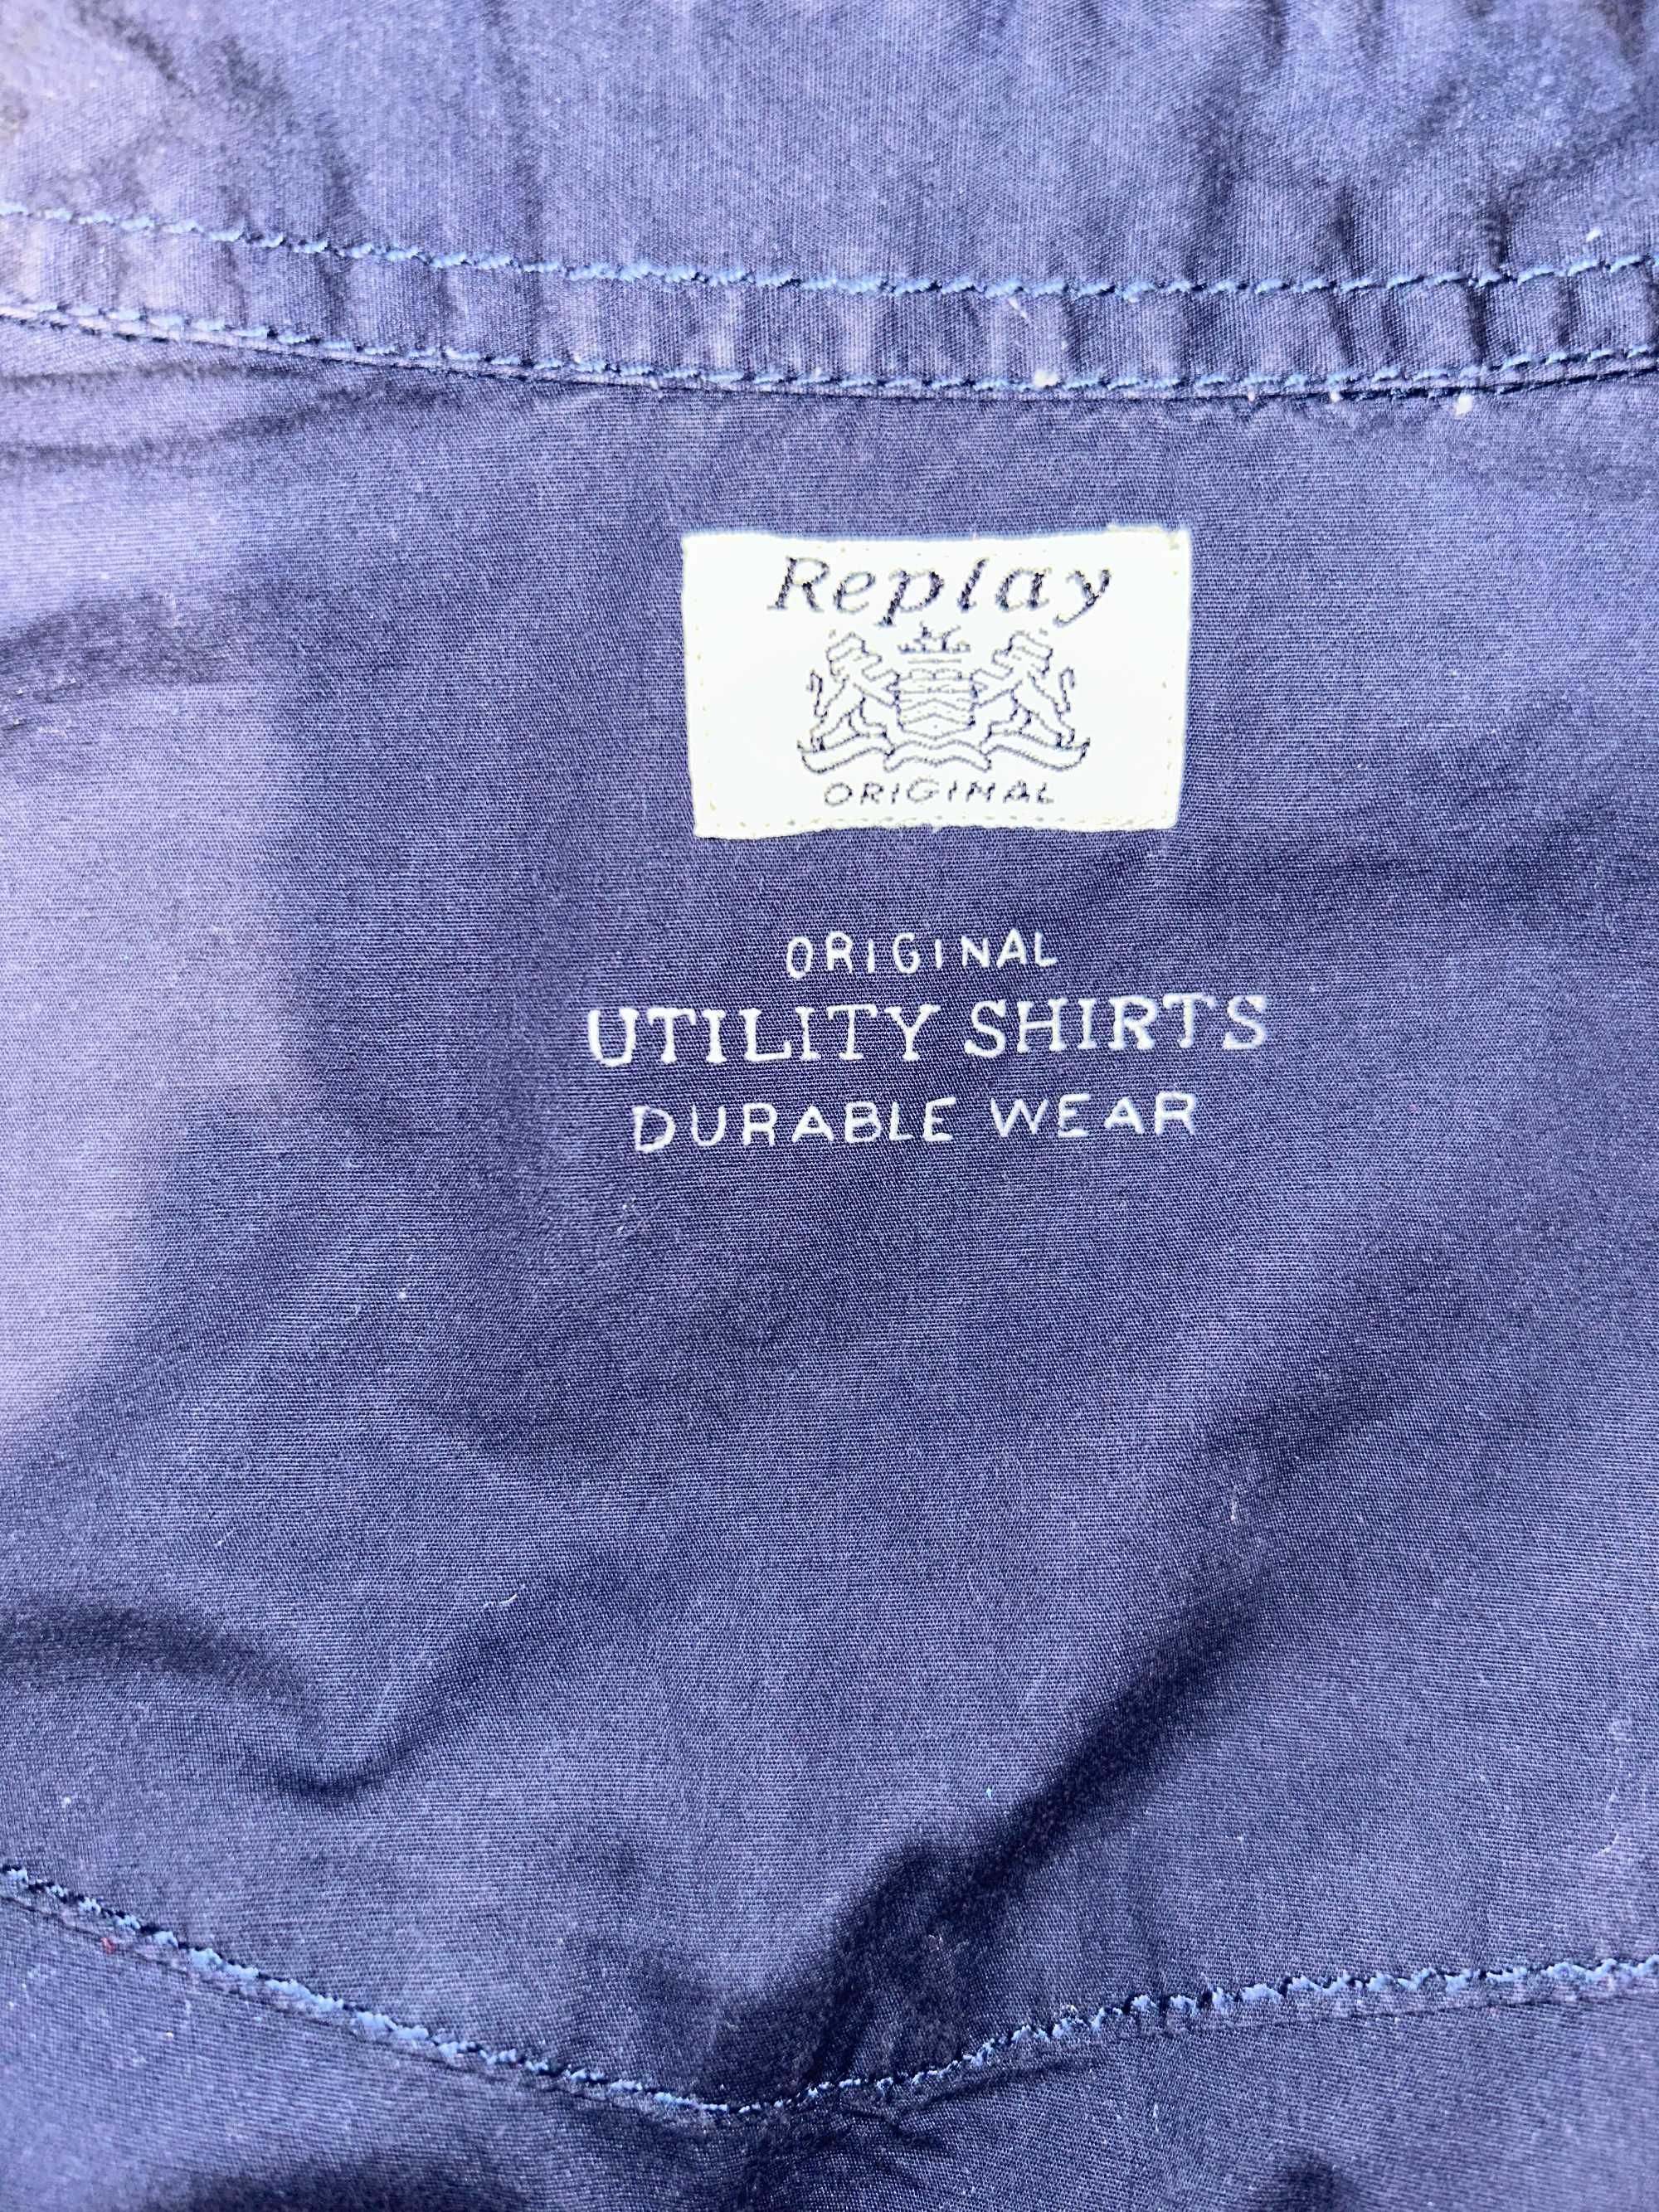 Replay
ORIGINAL
ORIGINAL
UTILITY SHIRTS
DURABLE WEAR